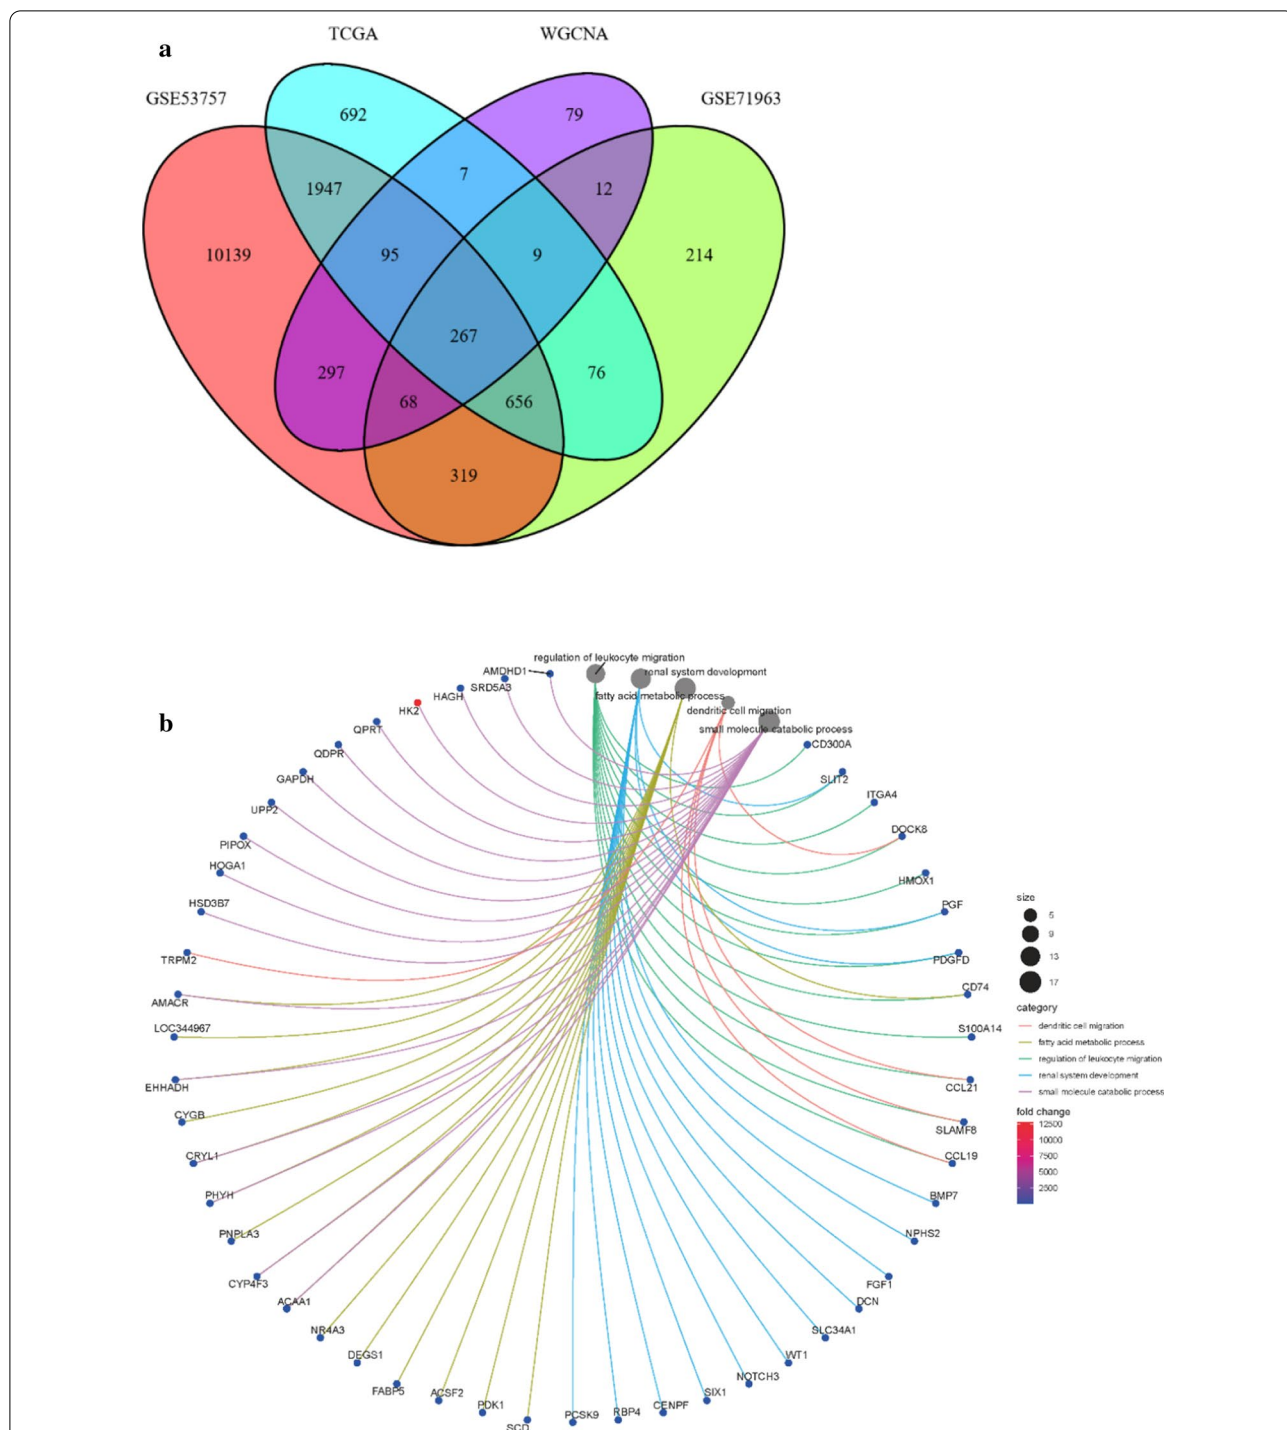 a
TCGA
WGCNA
GSE53757
GSE71963
692
79
1947
7
12
10139
95
9
214
267
297
76
68
656
319
b
regulation of leukocyte migration
renal system development
fatty acid metabolic process
dendritic cell migration
small molecule catabolic process
AMDHD1
SRD5A3
HAGH
HK2
QPRT
QDPR
GAPDH
UPP2
PIPOX
HOGA1
HSD3B7
TRPM2
AMACR
LOC344967
EHHADH
CYGB
CRYL1
PHYH
PNPLA3
CYP4F3
ACAA1
NR4A3
DEGS1
FABP5
ACSF2
PDK1
SCD
PCSK9
RBP4
CENPF
SIX1
NOTCH3
WT1
SLC34A1
DCN
FGF1
NPHS2
BMP7
CCL19
SLAMF8
CCL21
S100A14
CD74
PDGFD
PGF
HMOX1
DOCK8
ITGA4
SLIT2
CD300A
size
5
9
13
17
category
dendritic cell migration
fatty acid metabolic process
regulation of leukocyte migration
renal system development
small molecule catabolic process
fold change
12500
10000
7500
5000
2500